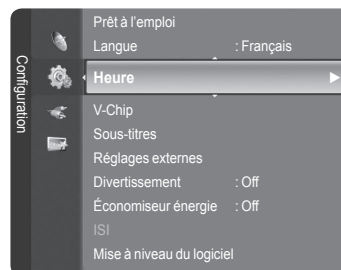 Configuration
Prêt à l'emploi
Langue : Français
Heure
V-Chip
Sous-titres
Réglages externes
Divertissement : Off
Économiseur énergie : Off
ISI
Mise à niveau du logiciel